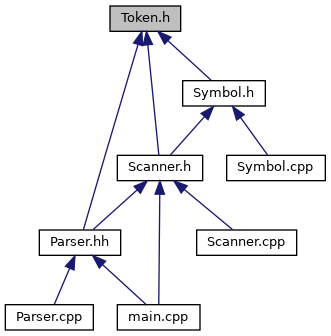 Token.h
Symbol.h
Scanner.h
Symbol.cpp
Parser.hh
Scanner.cpp
Parser.cpp
main.cpp